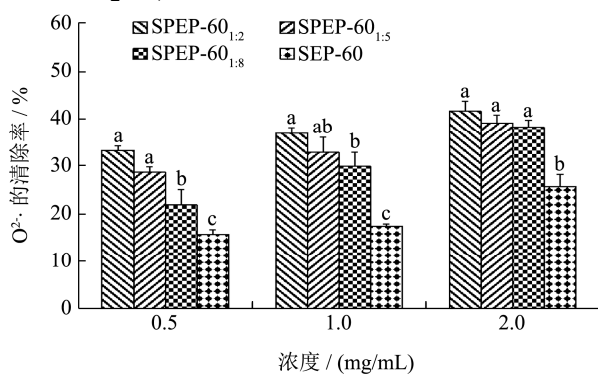 60
50
40
30
20
10
0
O²⁻· 的清除率 / %
SPEP-60₁:₂ SPEP-60₁:₅
SPEP-60₁:₈ SEP-60
a a b c
a ab b c
a a a b
0.5 1.0 2.0
浓度 / (mg/mL)